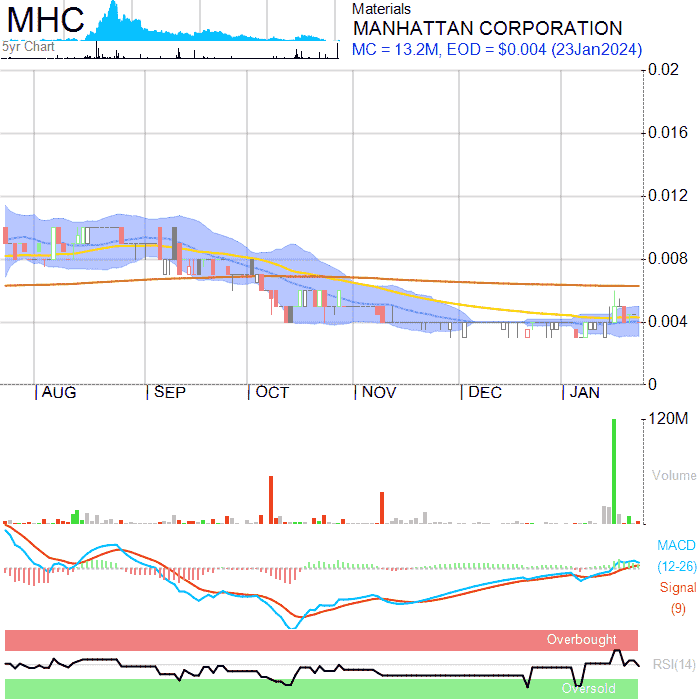 MHC
5yr Chart
Materials
MANHATTAN CORPORATION
MC = 13.2M, EOD = $0.004 (23Jan2024)
0.02
0.016
0.012
0.008
0.004
0
AUG SEP OCT NOV DEC JAN
120M
Volume
MACD
(12-26)
Signal
(9)
Overbought
RSI(14)
Oversold